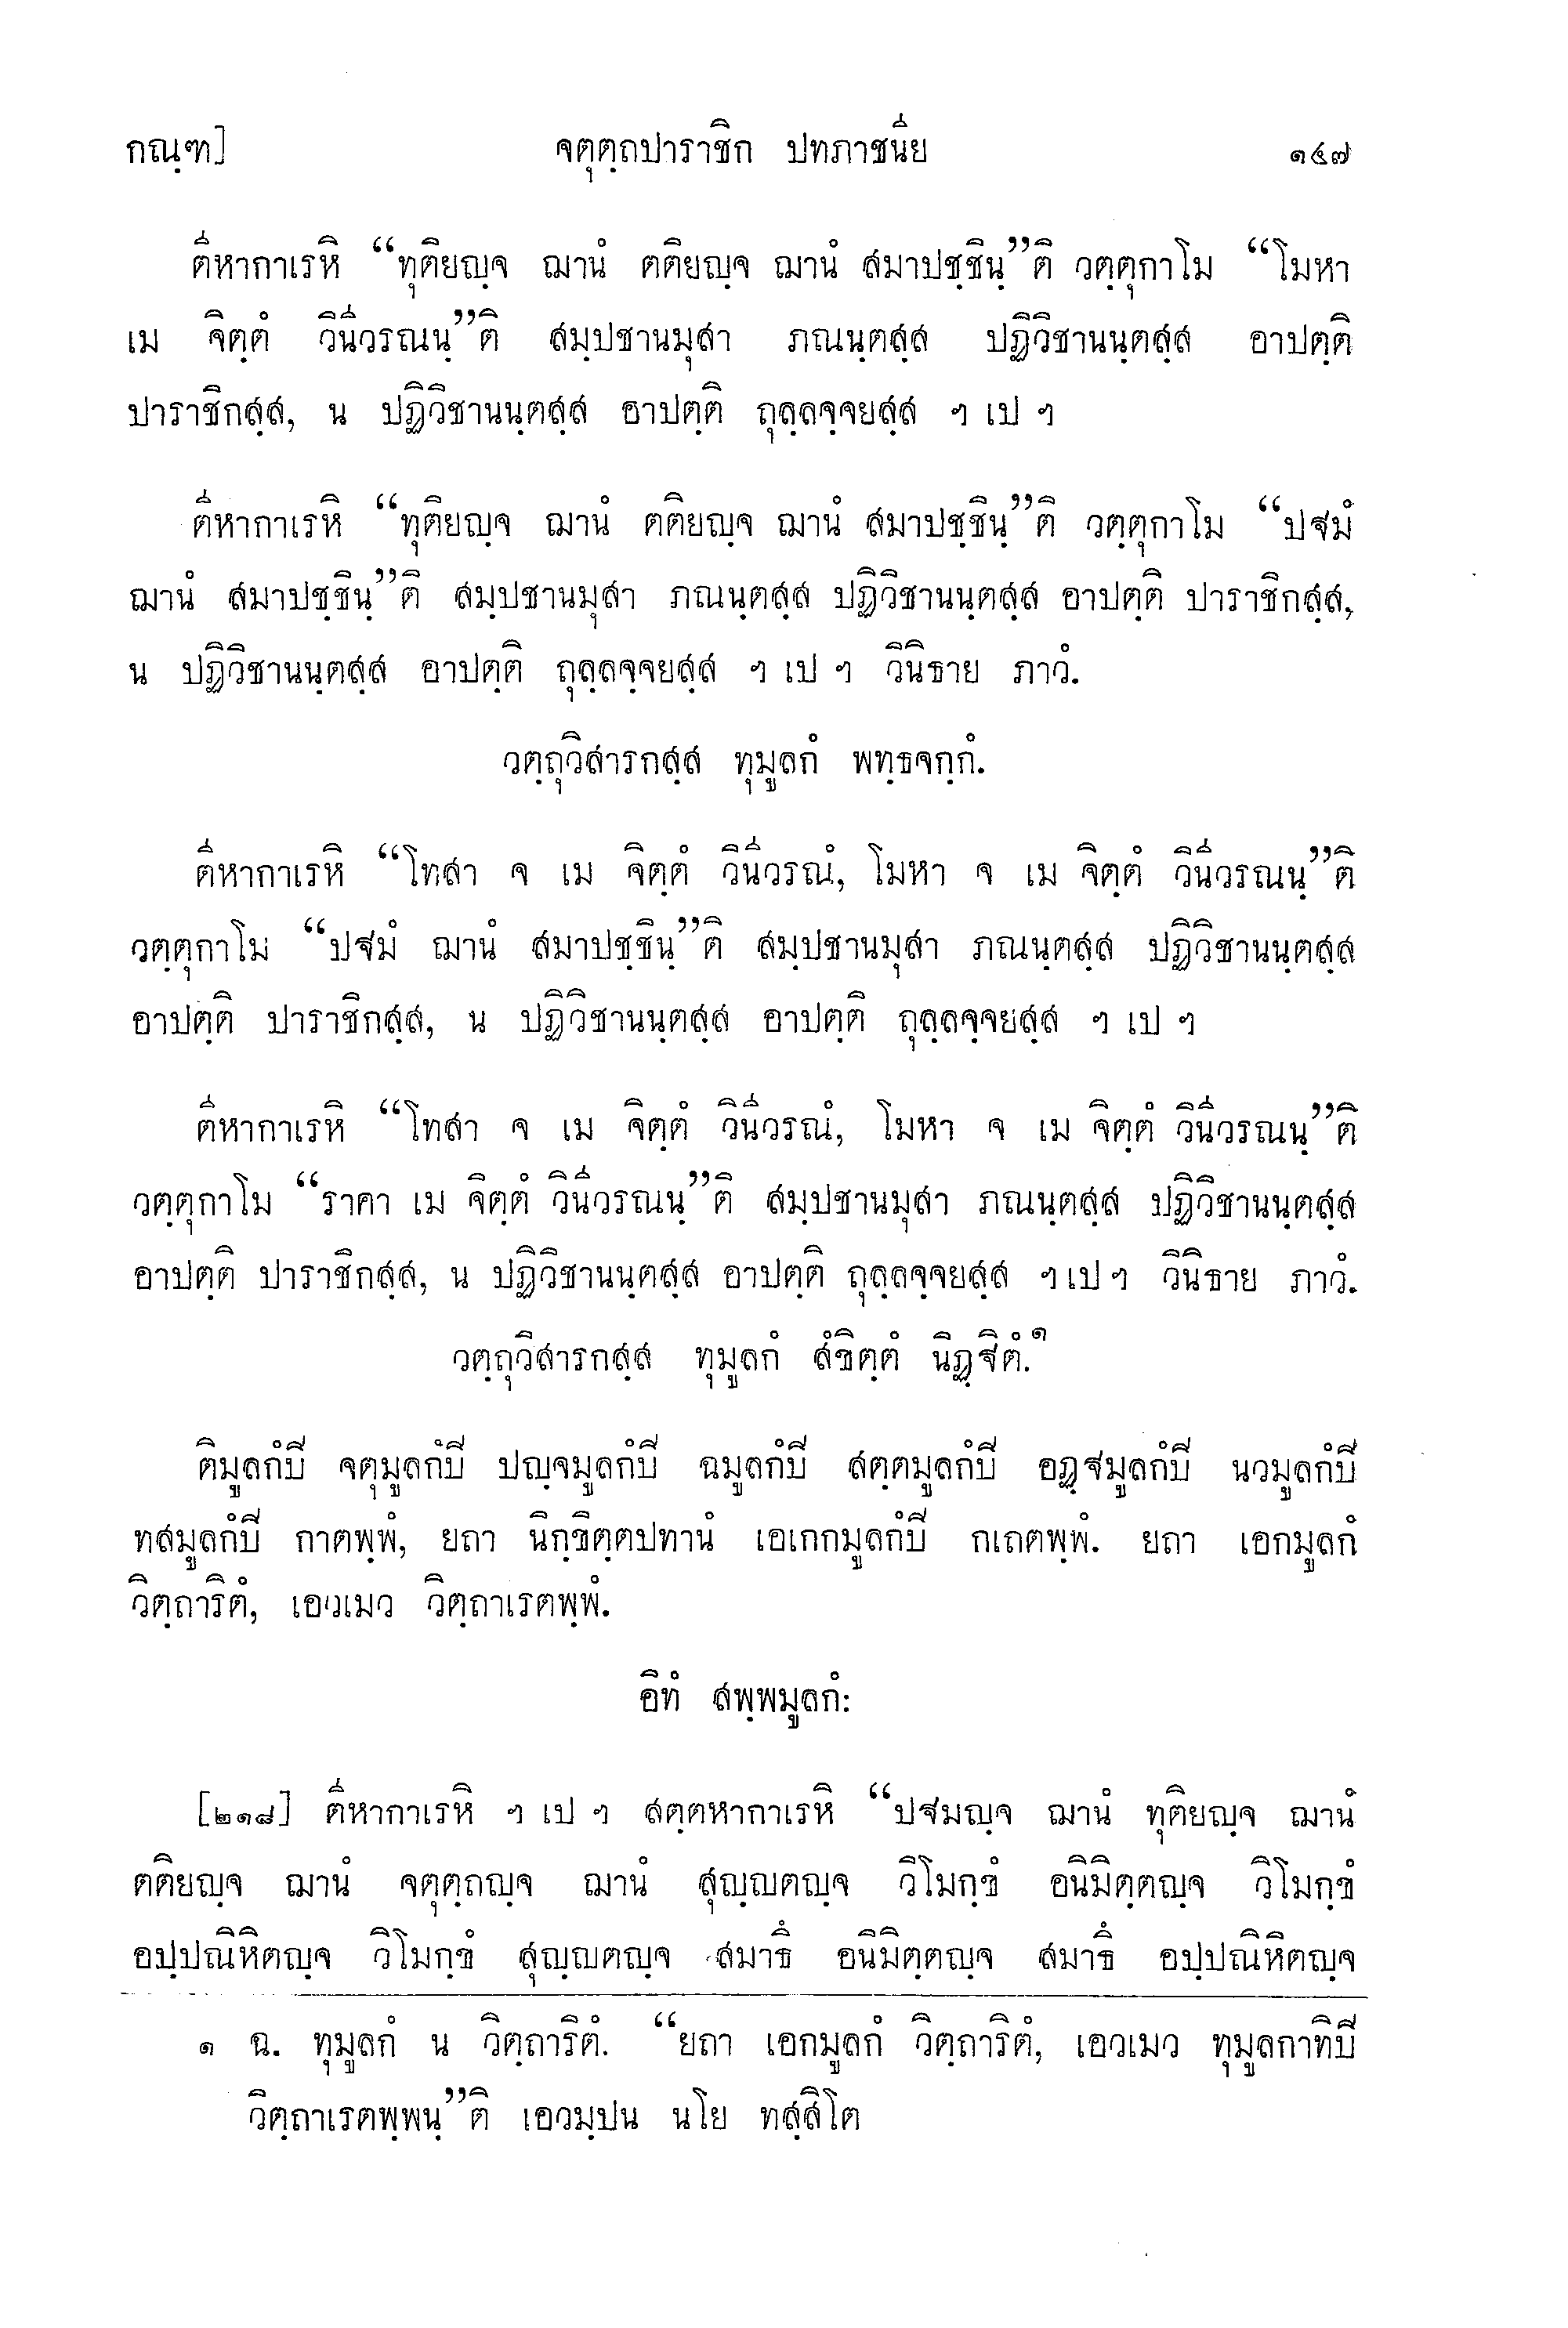 กณฺฑ] จตุตฺถปาราชิก ปทภาชนีย ๑๔๗
ตีหากาเรหิ “ทุติยญฺจ ฌานํ ตติยญฺจ ฌานํ สมาปชฺชินฺ”ติ วตฺตุกาโม “โมหา
เม จิตฺตํ วินีวรณนฺ”ติ สมฺปชานมุสา ภณนฺตสฺส ปฏิวิชานนฺตสฺส อาปตฺติ
ปาราชิกสฺส, น ปฏิวิชานนฺตสฺส อาปตฺติ ถุลฺลจฺจยสฺส ฯ เป ฯ
ตีหากาเรหิ “ทุติยญฺจ ฌานํ ตติยญฺจ ฌานํ สมาปชฺชินฺ”ติ วตฺตุกาโม “ปฐมํ
ฌานํ สมาปชฺชินฺ”ติ สมฺปชานมุสา ภณนฺตสฺส ปฏิวิชานนฺตสฺส อาปตฺติ ปาราชิกสฺส,
น ปฏิวิชานนฺตสฺส อาปตฺติ ถุลฺลจฺจยสฺส ฯ เป ฯ วินิธาย ภาวํ.
วตฺถุวิสารกสฺส ทุมูลกํ พทฺธจกฺกํ.
ตีหากาเรหิ “โทสา จ เม จิตฺตํ วินีวรณํ, โมหา จ เม จิตฺตํ วินีวรณนฺ”ติ
วตฺตุกาโม “ปฐมํ ฌานํ สมาปชฺชินฺ”ติ สมฺปชานมุสา ภณนฺตสฺส ปฏิวิชานนฺตสฺส
อาปตฺติ ปาราชิกสฺส, น ปฏิวิชานนฺตสฺส อาปตฺติ ถุลฺลจฺจยสฺส ฯ เป ฯ
ตีหากาเรหิ “โทสา จ เม จิตฺตํ วินีวรณํ, โมหา จ เม จิตฺตํ วินีวรณนฺ”ติ
วตฺตุกาโม “ราคา เม จิตฺตํ วินีวรณนฺ”ติ สมฺปชานมุสา ภณนฺตสฺส ปฏิวิชานนฺตสฺส
อาปตฺติ ปาราชิกสฺส, น ปฏิวิชานนฺตสฺส อาปตฺติ ถุลฺลจฺจยสฺส ฯ เป ฯ วินิธาย ภาวํ.
วตฺถุวิสารกสฺส ทุมูลกํ สํขิตฺตํ นิฏฺฐิตํ.๑
ติมูลกํปิ จตุมูลกํปิ ปญฺจมูลกํปิ ฉมูลกํปิ สตฺตมูลกํปิ อฏฺฐมูลกํปิ นวมูลกํปิ
ทสมูลกํปิ กาตพฺพํ, ยถา นิกฺขิตฺตปทานํ เอเกกมูลกํปิ กเถตพฺพํ. ยถา เอกมูลกํ
วิตฺถาริตํ, เอวเมว วิตฺถาเรตพฺพํ.
อิทํ สพฺพมูลกํ:
[๒๑๘] ตีหากาเรหิ ฯ เป ฯ สตฺตหากาเรหิ “ปฐมญฺจ ฌานํ ทุติยญฺจ ฌานํ
ตติยญฺจ ฌานํ จตุตฺถญฺจ ฌานํ สุญฺญตญฺจ วิโมกฺขํ อนิมิตฺตญฺจ วิโมกฺขํ
อปฺปณิหิตญฺจ วิโมกฺขํ สุญฺญตญฺจ สมาธึ อนิมิตฺตญฺจ สมาธึ อปฺปณิหิตญฺจ
๑ ฉ. ทุมูลกํ น วิตฺถาริตํ. “ยถา เอกมูลกํ วิตฺถาริตํ, เอวเมว ทุมูลกาทิปิ
วิตฺถาเรตพฺพนฺ”ติ เอวมฺปน นโย ทสฺสิโต